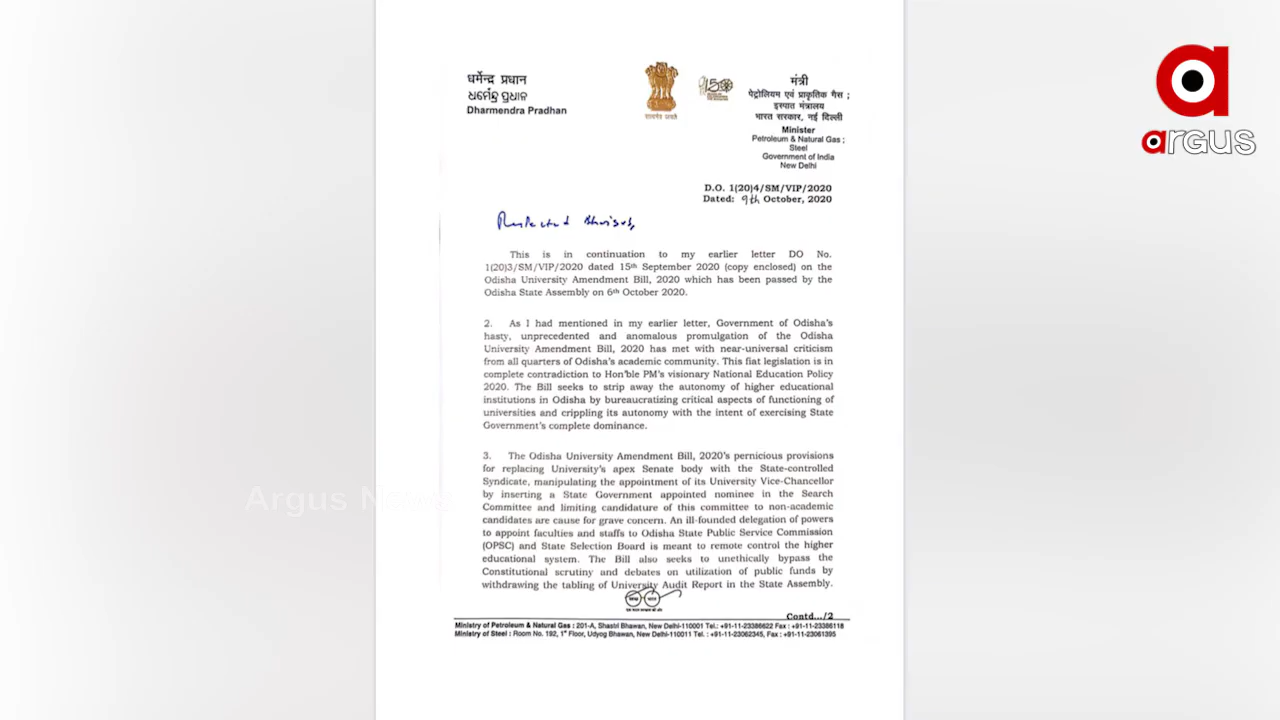 धर्मेन्द्र प्रधान
ଧର୍ମେନ୍ଦ୍ର ପ୍ରଧାନ
Dharmendra Pradhan
सत्यमेव जयते
मंत्री
पेट्रोलियम एवं प्राकृतिक गैस ;
इस्पात मंत्रालय
भारत सरकार, नई दिल्ली
Minister
Petroleum & Natural Gas ;
Steel
Government of India
New Delhi
argus
D.O. 1(20)4/SM/VIP/2020
Dated: 9th October, 2020
Respected
This is in continuation to my earlier letter DO No.
1(20)3/SM/VIP/2020 dated 15th September 2020 (copy enclosed) on the
Odisha University Amendment Bill, 2020 which has been passed by the
Odisha State Assembly on 6th October 2020.
2. As I had mentioned in my earlier letter, Government of Odisha's
hasty, unprecedented and anomalous promulgation of the Odisha
University Amendment Bill, 2020 has met with near-universal criticism
from all quarters of Odisha's academic community. This fiat legislation is in
complete contradiction to Hon'ble PM's visionary National Education Policy
2020. The Bill seeks to strip away the autonomy of higher educational
institutions in Odisha by bureaucratizing critical aspects of functioning of
universities and crippling its autonomy with the intent of exercising State
Government's complete dominance.
3. The Odisha University Amendment Bill, 2020's pernicious provisions
for replacing University's apex Senate body with the State-controlled
Syndicate, manipulating the appointment of its University Vice-Chancellor
by inserting a State Government appointed nominee in the Search
Committee and limiting candidature of this committee to non-academic
candidates are cause for grave concern. An ill-founded delegation of powers
to appoint faculties and staffs to Odisha State Public Service Commission
(OPSC) and State Selection Board is meant to remote control the higher
educational system. The Bill also seeks to unethically bypass the
Constitutional scrutiny and debates on utilization of public funds by
withdrawing the tabling of University Audit Report in the State Assembly.
Argus News
Contd.../2
Ministry of Petroleum & Natural Gas : 201-A, Shastri Bhawan, New Delhi-110001 Tel.: +91-11-23386622 Fax : +91-11-23386118
Ministry of Steel : Room No. 192, 1st Floor, Udyog Bhawan, New Delhi-110011 Tel. : +91-11-23062345, Fax : +91-11-23061395